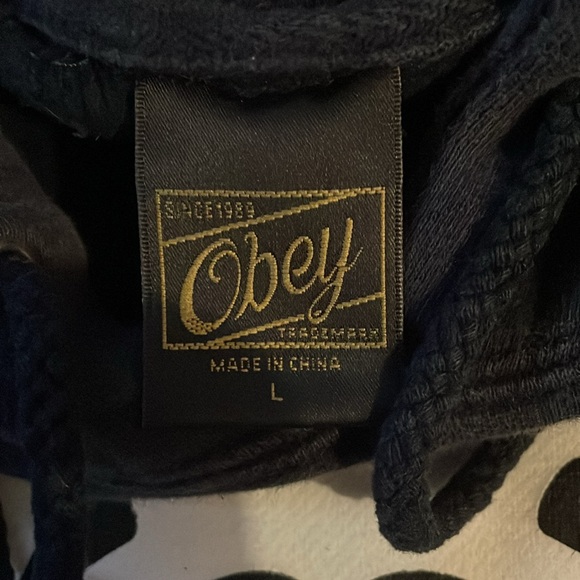 SINCE 1989
Obey
TRADEMARK
MADE IN CHINA
L